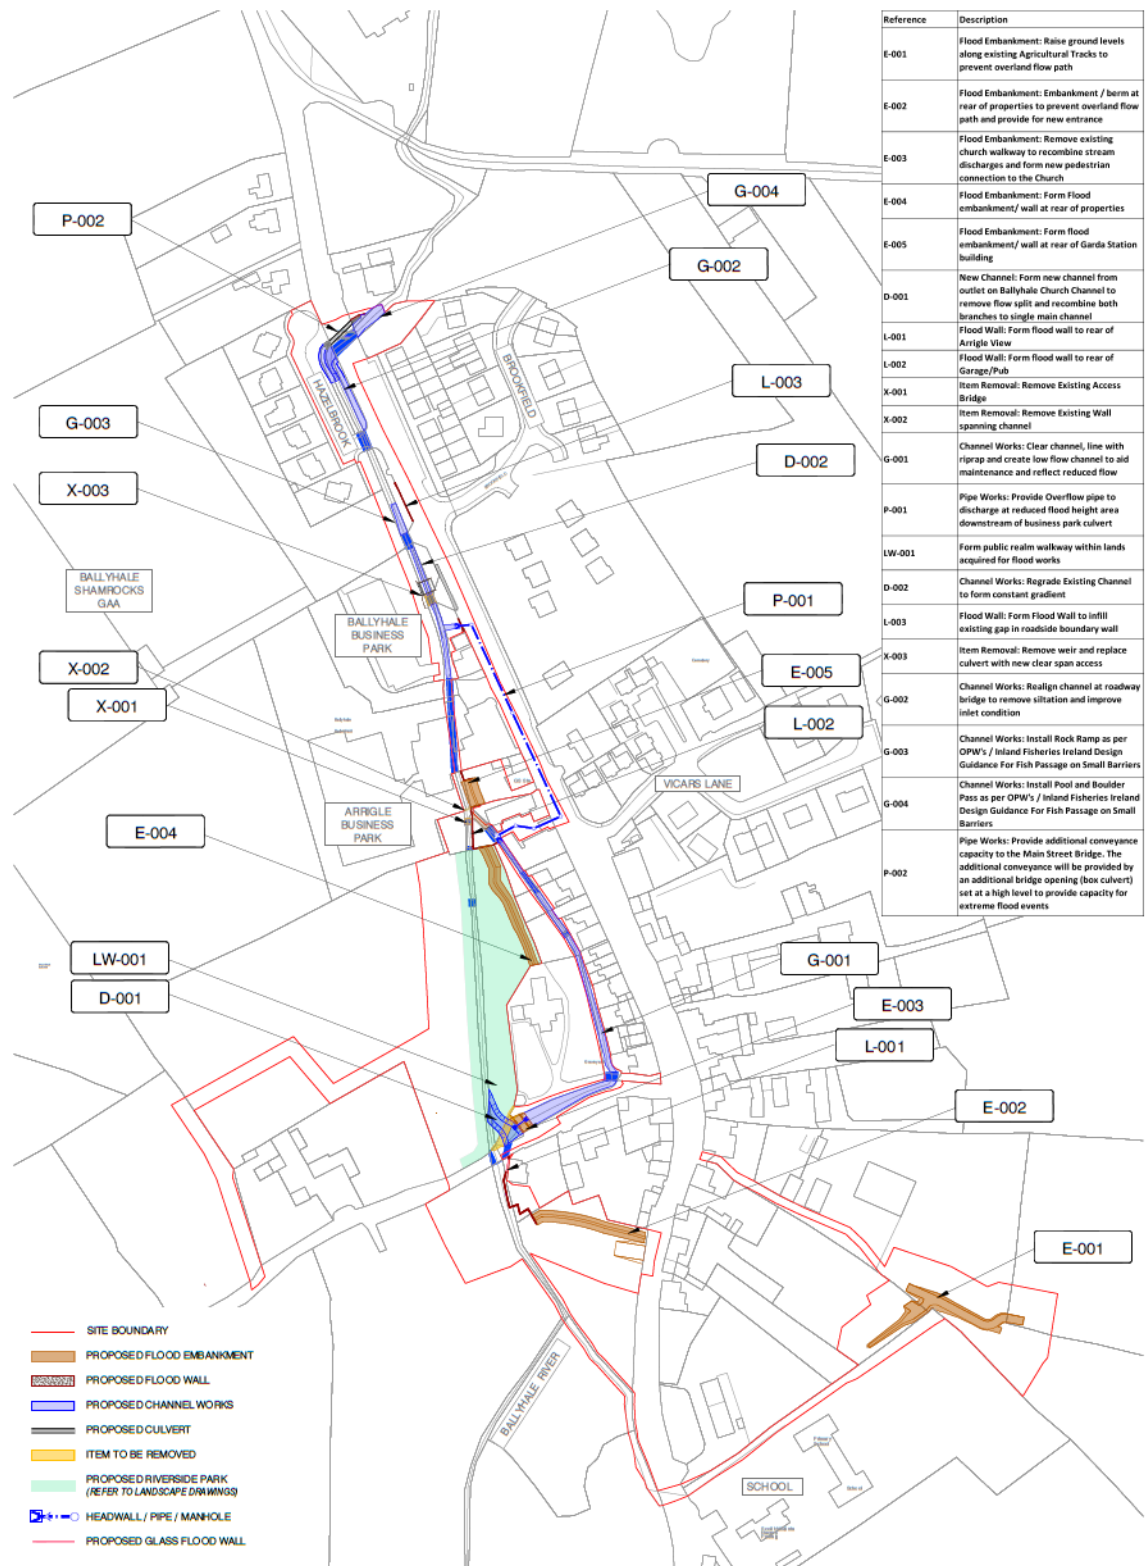 Reference Description
E-001
Flood Embankment: Raise ground levels
along existing Agricultural Tracks to
prevent overland flow path
E-002
Flood Embankment: Embankment / berm at
rear of properties to prevent overland flow
path and provide for new entrance
E-003
Flood Embankment: Remove existing
church walkway to recombine stream
discharges and form new pedestrian
connection to the Church
E-004
Flood Embankment: Form Flood
embankment/ wall at rear of properties
E-005
Flood Embankment: Form flood
embankment/ wall at rear of Garda Station
building
D-001
New Channel: Form new channel from
outlet on Ballyhale Church Channel to
remove flow split and recombine both
branches to single main channel
L-001
Flood Wall: Form flood wall to rear of
Arrigle View
L-002
Flood Wall: Form flood wall to rear of
Garage/Pub
X-001
Item Removal: Remove Existing Access
Bridge
X-002
Item Removal: Remove Existing Wall
spanning channel
G-001
Channel Works: Clear channel, line with
riprap and create low flow channel to aid
maintenance and reflect reduced flow
P-001
Pipe Works: Provide Overflow pipe to
discharge at reduced flood height area
downstream of business park culvert
LW-001
Form public realm walkway within lands
acquired for flood works
D-002
Channel Works: Regrade Existing Channel
to form constant gradient
L-003
Flood Wall: Form Flood Wall to infill
existing gap in roadside boundary wall
X-003
Item Removal: Remove weir and replace
culvert with new clear span access
G-002
Channel Works: Realign channel at roadway
bridge to remove siltation and improve
inlet condition
G-003
Channel Works: Install Rock Ramp as per
OPW's / Inland Fisheries Ireland Design
Guidance For Fish Passage on Small Barriers
G-004
Channel Works: Install Pool and Boulder
Pass as per OPW's / Inland Fisheries Ireland
Design Guidance For Fish Passage on Small
Barriers
P-002
Pipe Works: Provide additional conveyance
capacity to the Main Street Bridge. The
additional conveyance will be provided by
an additional bridge opening (box culvert)
set at a high level to provide capacity for
extreme flood events
G-004
P-002
G-002
BROOKFIELD
HAZELBROOK
L-003
G-003
D-002
X-003
BROOKFIELD
BALLYHALE
SHAMROCKS
GAA
P-001
BALLYHALE
BUSINESS
PARK
X-002
E-005
X-001
L-002
VICARS LANE
ARRIGLE
BUSINESS
PARK
E-004
LW-001
G-001
D-001
E-003
L-001
E-002
E-001
BALLYHALE RIVER
Primary
School
School
SCHOOL
SITE BOUNDARY
PROPOSED FLOOD EMBANKMENT
PROPOSED FLOOD WALL
PROPOSED CHANNEL WORKS
PROPOSED CULVERT
ITEM TO BE REMOVED
PROPOSED RIVERSIDE PARK
(REFER TO LANDSCAPE DRAWINGS)
HEADWALL / PIPE / MANHOLE
PROPOSED GLASS FLOOD WALL